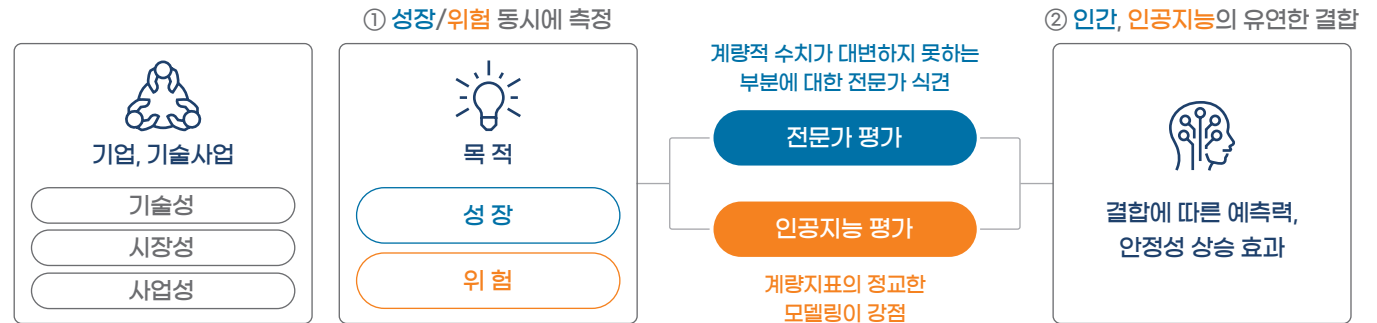 ① 성장/위험 동시에 측정
② 인간, 인공지능의 유연한 결합
기업, 기술사업
기술성
시장성
사업성
목 적
성 장
위 험
계량적 수치가 대변하지 못하는
부분에 대한 전문가 식견
전문가 평가
인공지능 평가
계량지표의 정교한
모델링이 강점
결합에 따른 예측력,
안정성 상승 효과